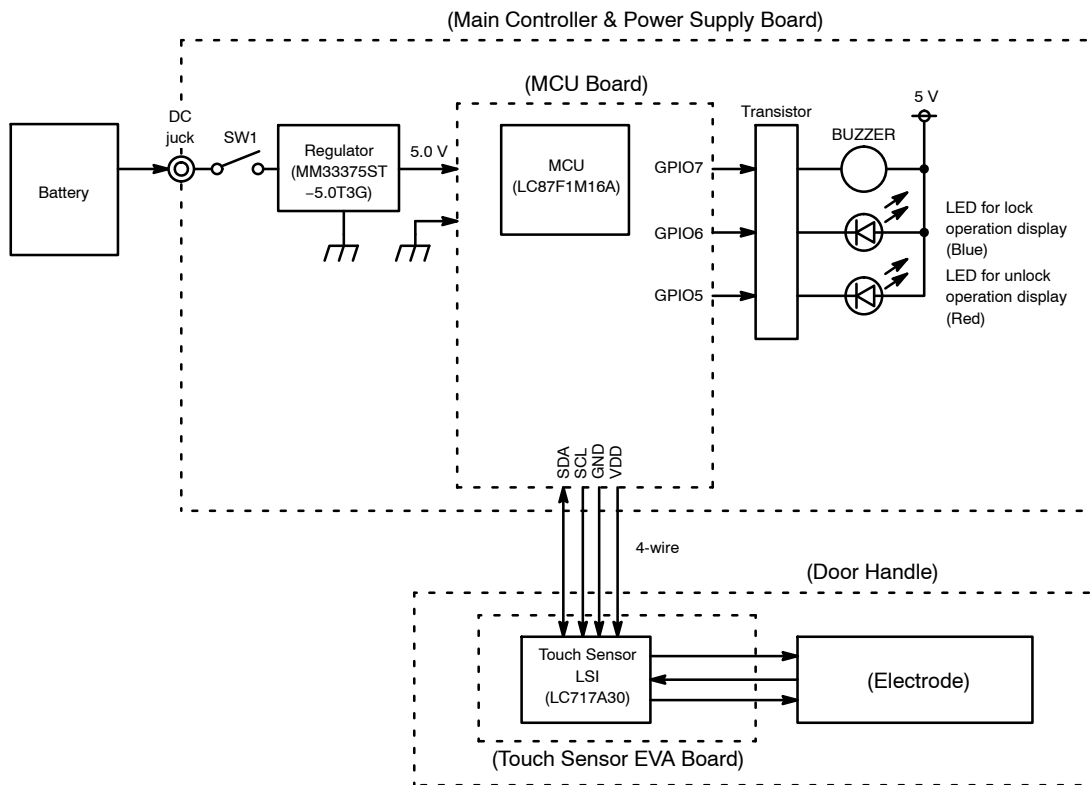 (Main Controller & Power Supply Board)
(MCU Board)
DC
juck
SW1
Battery
Regulator
(MM33375ST
−5.0T3G)
5.0 V
MCU
(LC87F1M16A)
GPIO7
GPIO6
GPIO5
Transistor
BUZZER
5 V
LED for lock
operation display
(Blue)
LED for unlock
operation display
(Red)
SDA
SCL
GND
VDD
4-wire
(Door Handle)
Touch Sensor
LSI
(LC717A30)
(Electrode)
(Touch Sensor EVA Board)